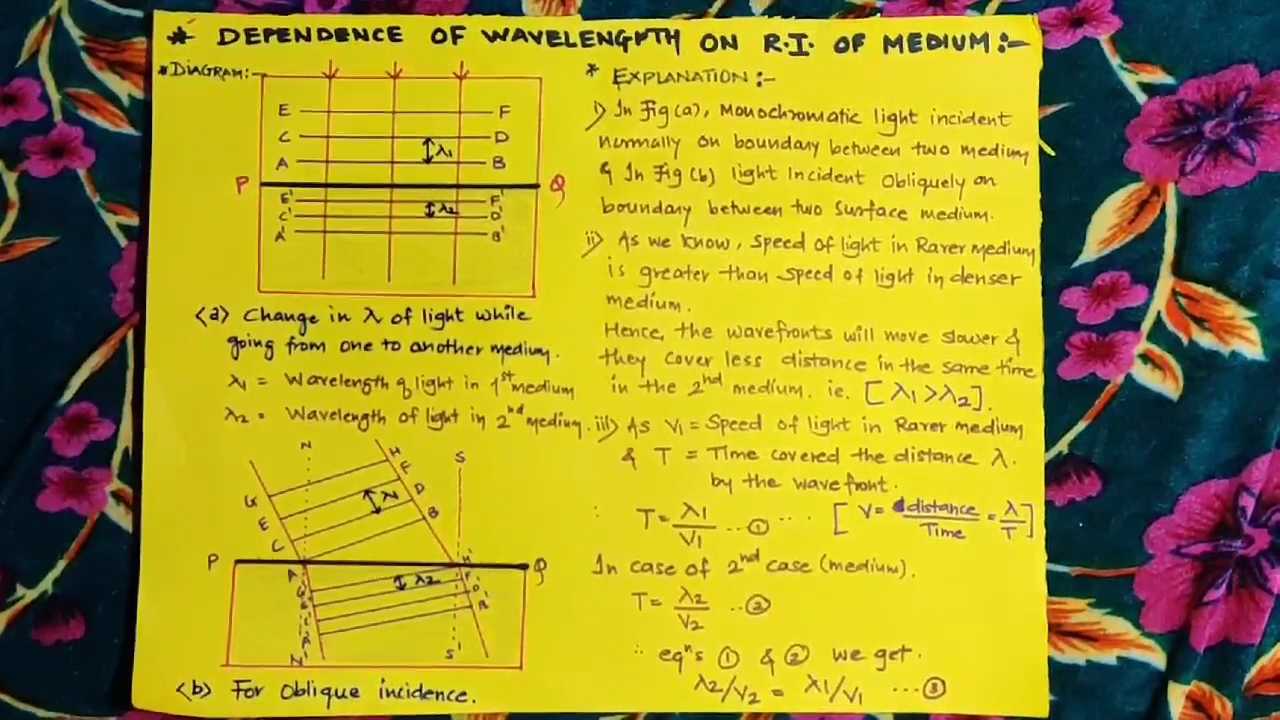 * DEPENDENCE OF WAVELENGTH ON R.I. OF MEDIUM:-
* DIAGRAM:-
E F
C D
λ1
A B
P Q
E' F'
λ2
C' D'
A' B'
(a) Change in λ of light while
going from one to another medium.
λ1 = Wavelength of light in 1st medium
λ2 = Wavelength of light in 2nd medium.
N
H
S
F
G
D
λ1
E
B
C
P Q
A H'
λ2
F'
G'
D'
E'
B'
C'
A'
N' S'
(b) For Oblique incidence.
* EXPLANATION:-
i) In Fig(a), Monochromatic light incident
normally on boundary between two medium
& In Fig(b) light Incident Obliquely on
boundary between two Surface medium.
ii) As we know, Speed of light in Rarer medium
is greater than speed of light in denser
medium.
Hence, the wavefronts will move slower &
they cover less distance in the same time
in the 2nd medium. ie. [λ1 > λ2].
iii) As V1 = Speed of light in Rarer medium
& T = Time covered the distance λ.
by the wavefront.
∴ T = λ1/V1 ...① ... [V = distance/Time = λ/T]
In case of 2nd case (medium).
T = λ2/V2 ..②
∴ eqns ① & ② we get.
λ2/V2 = λ1/V1 ...③